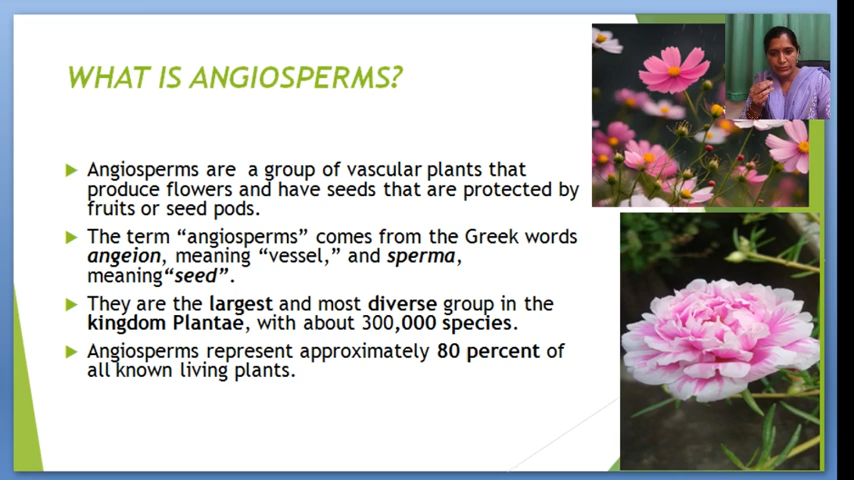 WHAT IS ANGIOSPERMS?
Angiosperms are a group of vascular plants that
produce flowers and have seeds that are protected by
fruits or seed pods.
The term “angiosperms” comes from the Greek words
angeion, meaning “vessel,” and sperma,
meaning“seed”.
They are the largest and most diverse group in the
kingdom Plantae, with about 300,000 species.
Angiosperms represent approximately 80 percent of
all known living plants.